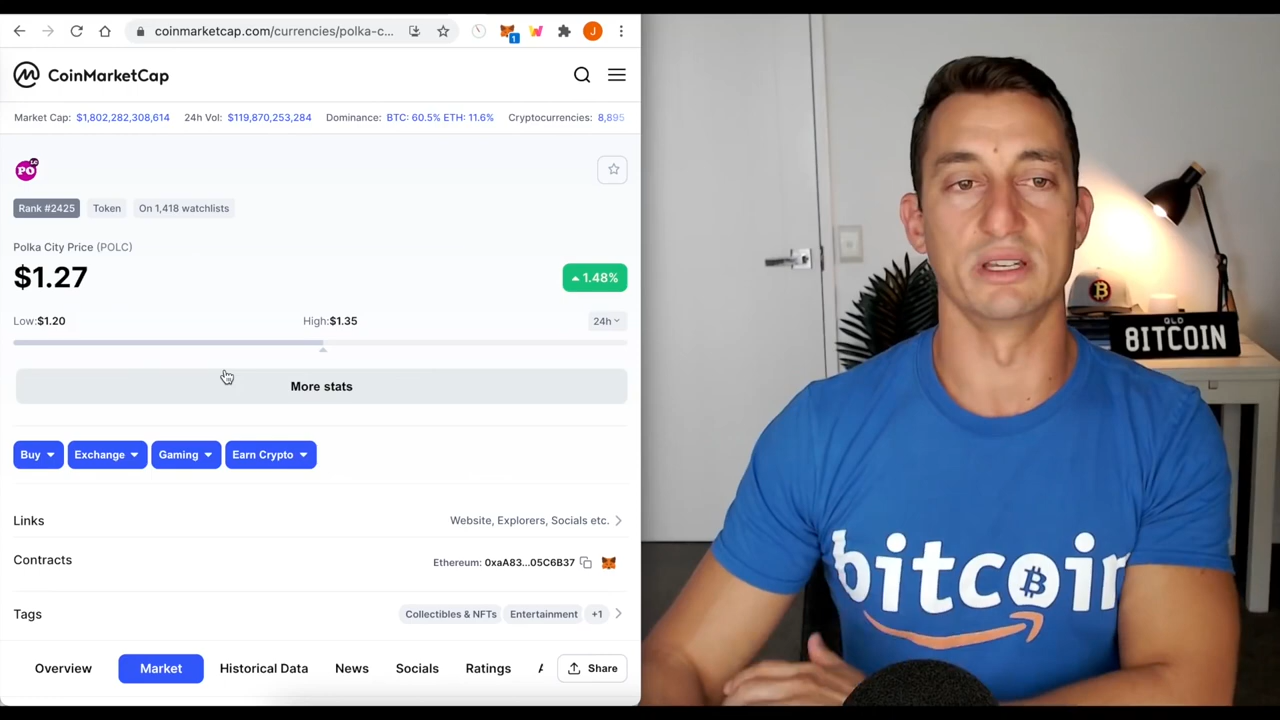 coinmarketcap.com/currencies/polka-c...
1
J
CoinMarketCap
Market Cap: $1,802,282,308,614 24h Vol: $119,870,253,284 Dominance: BTC: 60.5% ETH: 11.6% Cryptocurrencies: 8,895
PO
Rank #2425 Token On 1,418 watchlists
Polka City Price (POLC)
$1.27
1.48%
Low:$1.20 High:$1.35 24h
More stats
Buy Exchange Gaming Earn Crypto
Links Website, Explorers, Socials etc.
Contracts Ethereum: 0xaA83...05C6B37
Tags Collectibles & NFTs Entertainment +1
Overview Market Historical Data News Socials Ratings Share
QLD
8ITCOIN
bitcoin